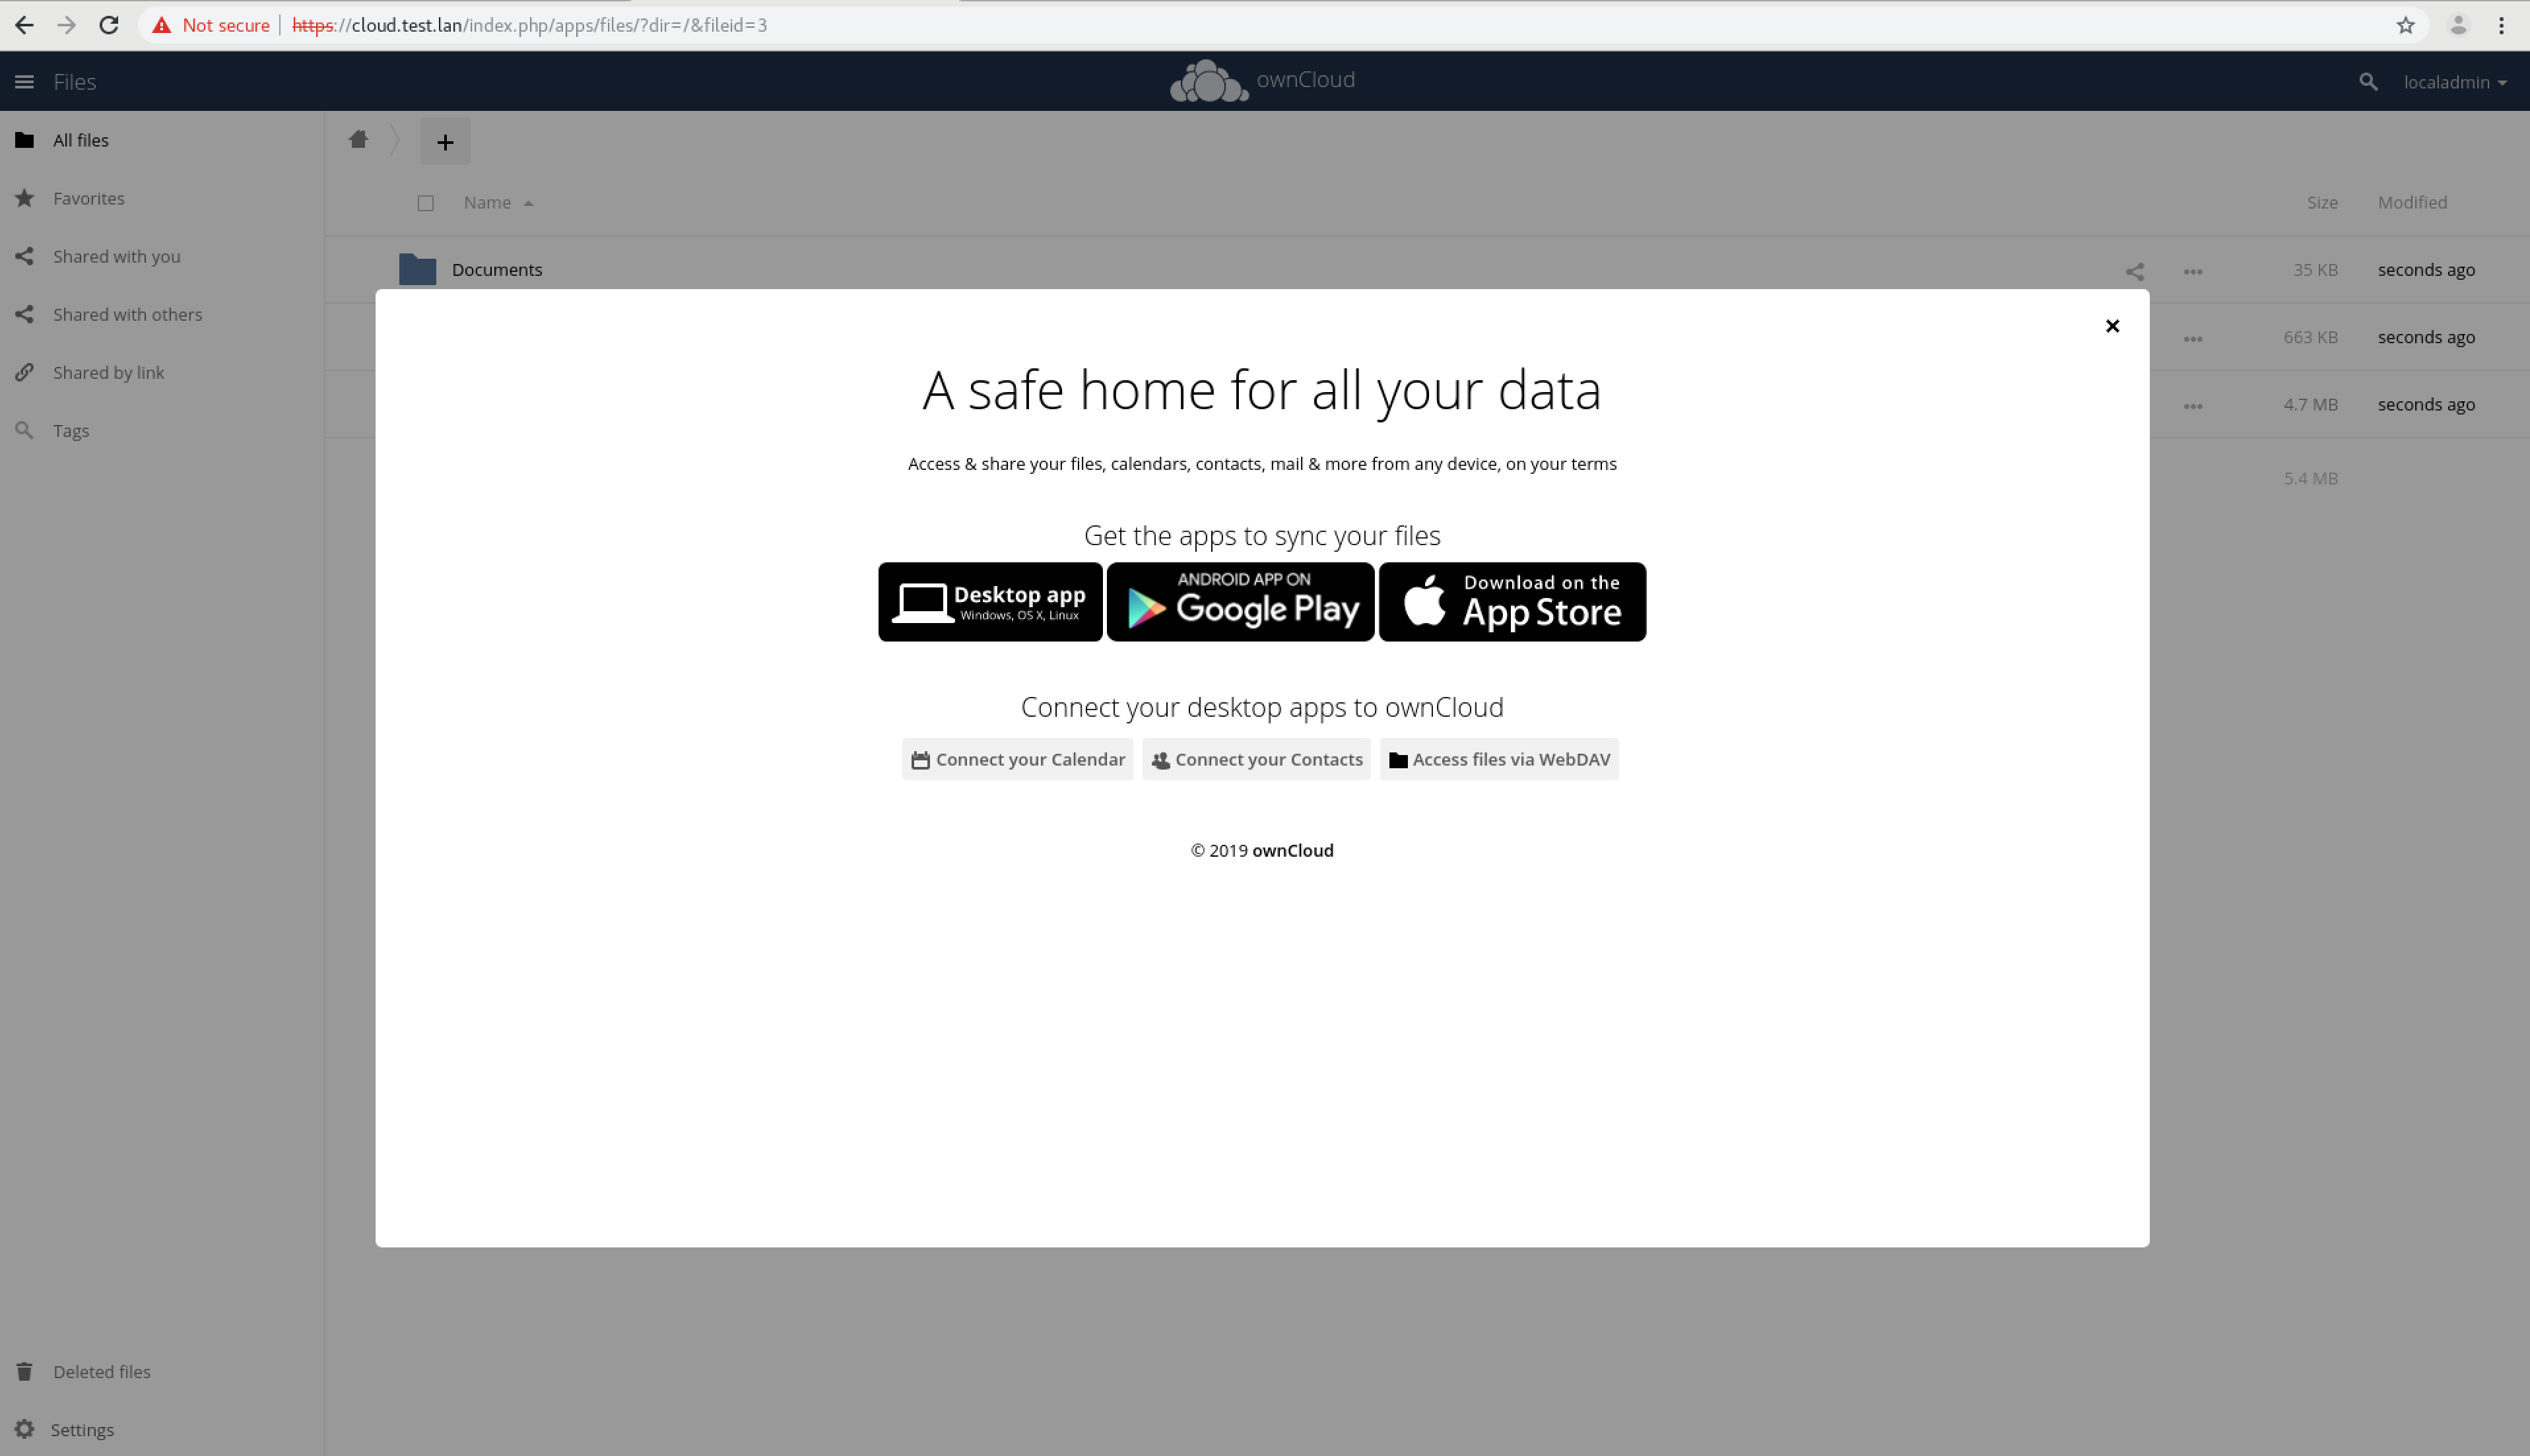 Not secure https://cloud.test.lan/index.php/apps/files/?dir=/&fileid=3
Files
ownCloud
localadmin
All files
Favorites
Shared with you
Shared with others
Shared by link
Tags
Deleted files
Settings
+
Name Size Modified
Documents 35 KB seconds ago
663 KB seconds ago
4.7 MB seconds ago
5.4 MB
A safe home for all your data
Access & share your files, calendars, contacts, mail & more from any device, on your terms
Get the apps to sync your files
Desktop app
Windows, OS X, Linux
ANDROID APP ON
Google Play
Download on the
App Store
Connect your desktop apps to ownCloud
Connect your Calendar
Connect your Contacts
Access files via WebDAV
© 2019 ownCloud